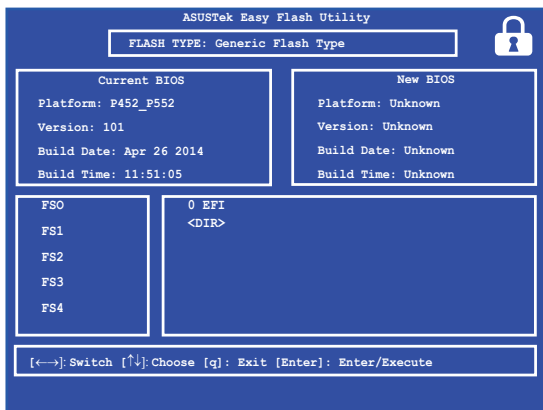 ASUSTek Easy Flash Utility
FLASH TYPE: Generic Flash Type
Current BIOS
Platform: P452_P552
Version: 101
Build Date: Apr 26 2014
Build Time: 11:51:05
New BIOS
Platform: Unknown
Version: Unknown
Build Date: Unknown
Build Time: Unknown
FSO
FS1
FS2
FS3
FS4
0 EFI
<DIR>
[←→]: Switch [↑↓]: Choose [q]: Exit [Enter]: Enter/Execute